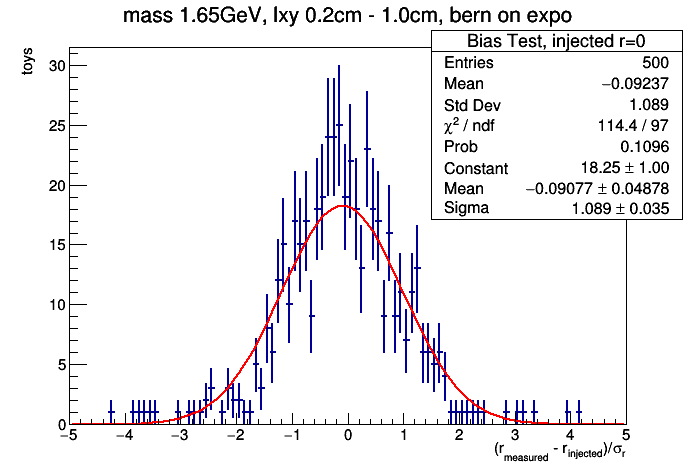 mass 1.65GeV, lxy 0.2cm - 1.0cm, bern on expo
toys
Bias Test, injected r=0
Entries 500
Mean −0.09237
Std Dev 1.089
χ² / ndf 114.4 / 97
Prob 0.1096
Constant 18.25 ± 1.00
Mean −0.09077 ± 0.04878
Sigma 1.089 ± 0.035
30
25
20
15
10
5
0
−5 −4 −3 −2 −1 0 1 2 3 4 5
(r_measured - r_injected)/σ_r